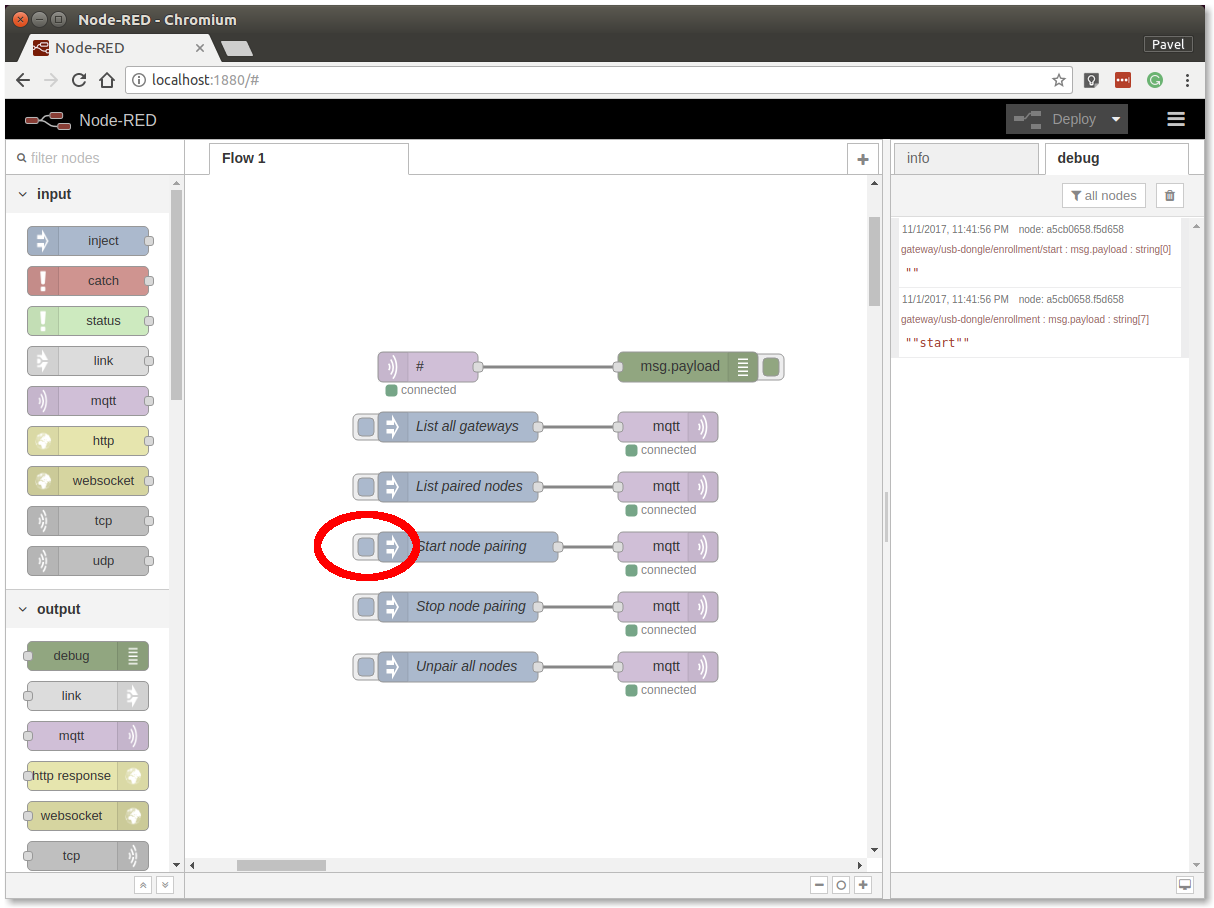 Node-RED - Chromium
Node-RED
Pavel
localhost:1880/#
Node-RED
Deploy
filter nodes
Flow 1
info
debug
all nodes
input
inject
catch
status
link
mqtt
http
websocket
tcp
udp
output
debug
link
mqtt
http response
websocket
tcp
#
connected
msg.payload
List all gateways
mqtt
connected
List paired nodes
mqtt
connected
Start node pairing
mqtt
connected
Stop node pairing
mqtt
connected
Unpair all nodes
mqtt
connected
11/1/2017, 11:41:56 PM node: a5cb0658.f5d658
gateway/usb-dongle/enrollment/start : msg.payload : string[0]
""
11/1/2017, 11:41:56 PM node: a5cb0658.f5d658
gateway/usb-dongle/enrollment : msg.payload : string[7]
""start""